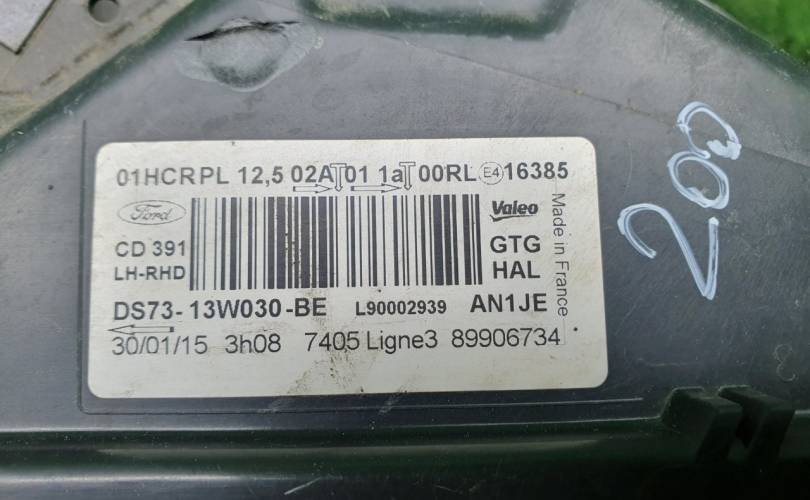 01HCRPL 12,5 02A 01 1a 00RL E4 16385
Ford
Valeo
CD 391
GTG
LH-RHD
HAL
Made in France
DS73-13W030-BE L90002939 AN1JE
30/01/15 3h08 7405 Ligne3 89906734
200